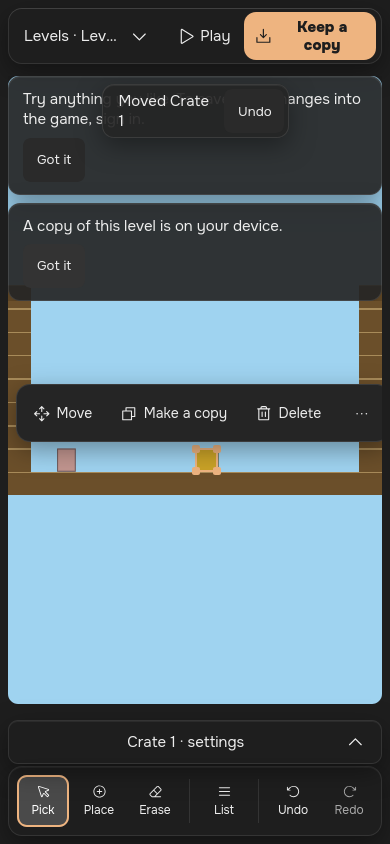 Levels · Lev...
Play
Keep a
copy
Try anything
anges into
the game, s
Moved Crate
1
Undo
Got it
A copy of this level is on your device.
Got it
Move
Make a copy
Delete
...
Crate 1 · settings
Pick
Place
Erase
List
Undo
Redo